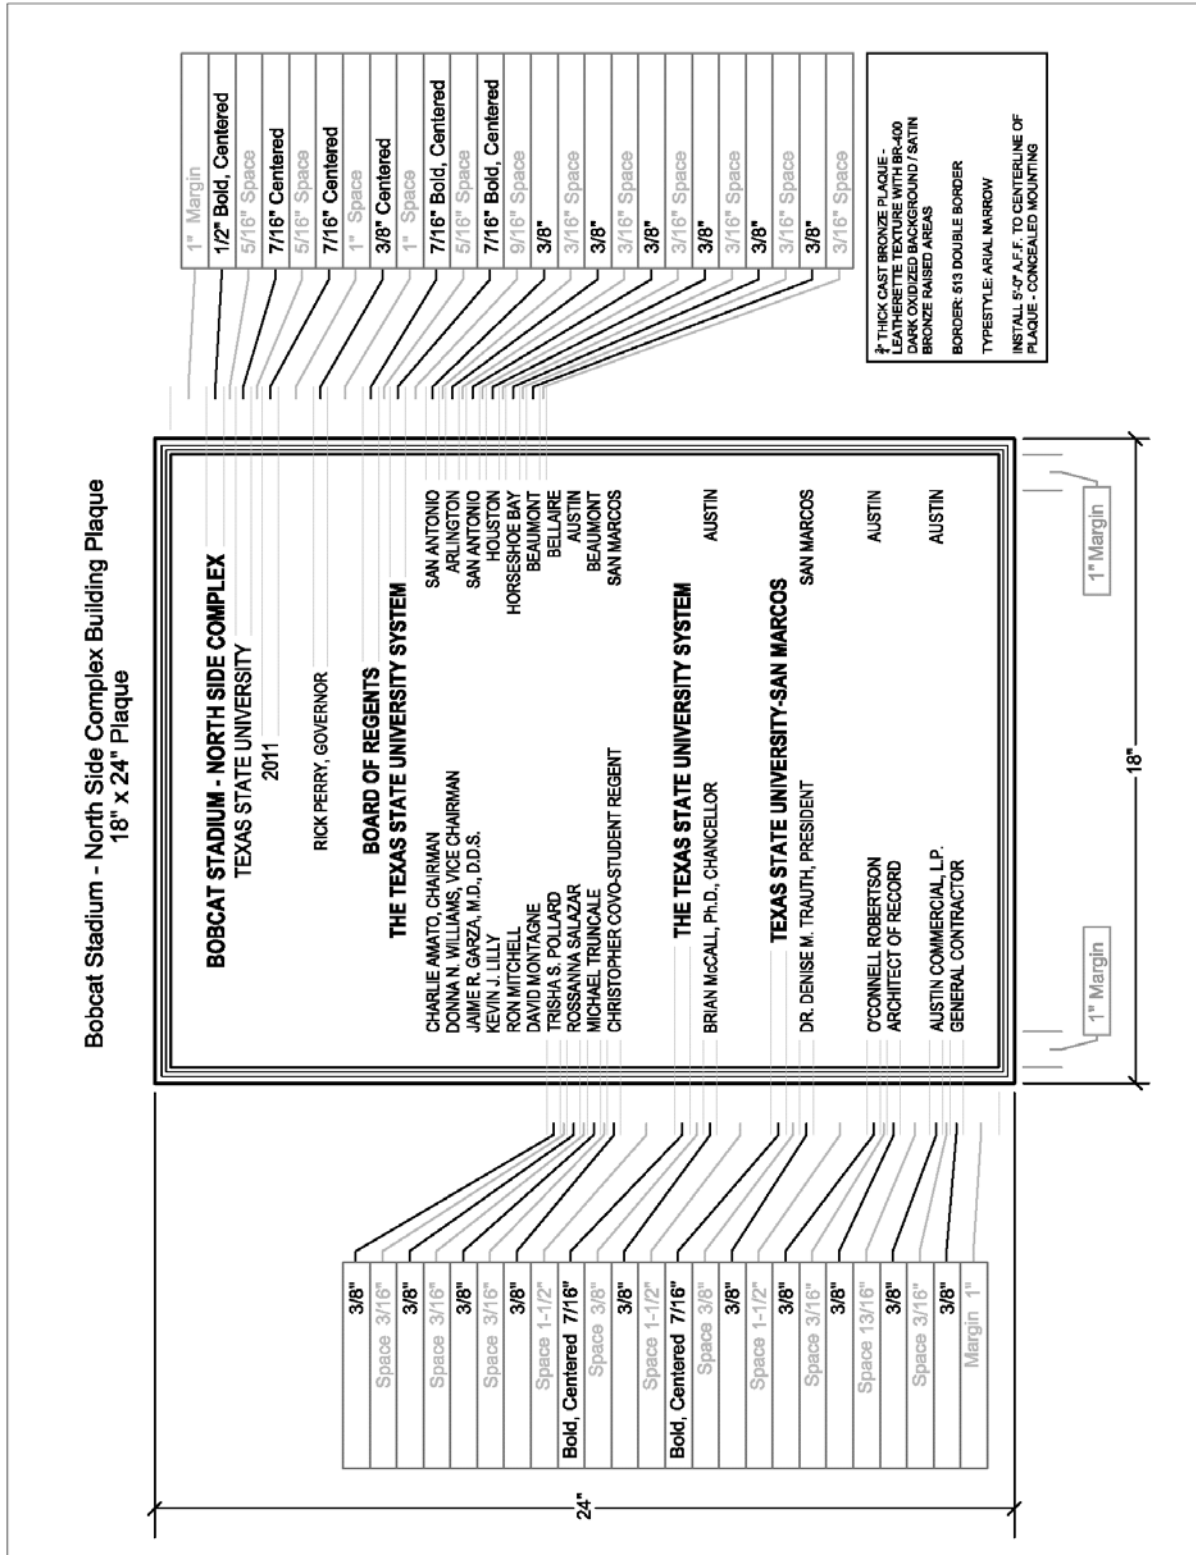 Bobcat Stadium - North Side Complex Building Plaque
18" x 24" Plaque
BOBCAT STADIUM - NORTH SIDE COMPLEX
TEXAS STATE UNIVERSITY
2011
RICK PERRY, GOVERNOR
BOARD OF REGENTS
THE TEXAS STATE UNIVERSITY SYSTEM
CHARLIE AMATO, CHAIRMAN SAN ANTONIO
DONNA N. WILLIAMS, VICE CHAIRMAN ARLINGTON
JAIME R. GARZA, M.D., D.D.S. SAN ANTONIO
KEVIN J. LILLY HOUSTON
RON MITCHELL HORSESHOE BAY
DAVID MONTAGNE BEAUMONT
TRISHA S. POLLARD BELLAIRE
ROSSANNA SALAZAR AUSTIN
MICHAEL TRUNCALE BEAUMONT
CHRISTOPHER COVO-STUDENT REGENT SAN MARCOS
THE TEXAS STATE UNIVERSITY SYSTEM
BRIAN McCALL, Ph.D., CHANCELLOR AUSTIN
TEXAS STATE UNIVERSITY-SAN MARCOS
DR. DENISE M. TRAUTH, PRESIDENT SAN MARCOS
O'CONNELL ROBERTSON AUSTIN
ARCHITECT OF RECORD
AUSTIN COMMERCIAL, L.P. AUSTIN
GENERAL CONTRACTOR
1" Margin
1/2" Bold, Centered
5/16" Space
7/16" Centered
5/16" Space
7/16" Centered
1" Space
3/8" Centered
1" Space
7/16" Bold, Centered
5/16" Space
7/16" Bold, Centered
9/16" Space
3/8"
3/16" Space
3/8"
3/16" Space
3/8"
3/16" Space
3/8"
3/16" Space
3/8"
3/16" Space
3/8"
3/16" Space
3/8"
Space 3/16"
3/8"
Space 3/16"
3/8"
Space 3/16"
3/8"
Space 1-1/2"
Bold, Centered 7/16"
Space 3/8"
3/8"
Space 1-1/2"
Bold, Centered 7/16"
Space 3/8"
3/8"
Space 1-1/2"
3/8"
Space 3/16"
3/8"
Space 13/16"
3/8"
Space 3/16"
3/8"
Margin 1"
24"
1" Margin
1" Margin
18"
3/4" THICK CAST BRONZE PLAQUE -
LEATHERETTE TEXTURE WITH BR-400
DARK OXIDIZED BACKGROUND / SATIN
BRONZE RAISED AREAS
BORDER: 513 DOUBLE BORDER
TYPESTYLE: ARIAL NARROW
INSTALL 5'-0" A.F.F. TO CENTERLINE OF
PLAQUE - CONCEALED MOUNTING